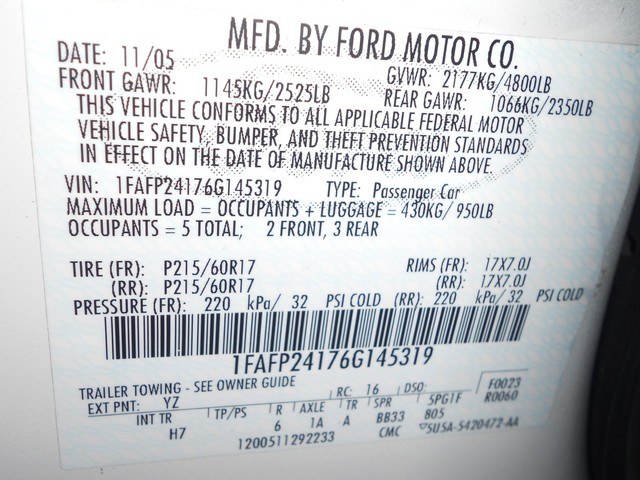 MFD. BY FORD MOTOR CO.
DATE: 11/05 GVWR: 2177KG/4800LB
FRONT GAWR: 1145KG/2525LB REAR GAWR: 1066KG/2350LB
THIS VEHICLE CONFORMS TO ALL APPLICABLE FEDERAL MOTOR
VEHICLE SAFETY, BUMPER, AND THEFT PREVENTION STANDARDS
IN EFFECT ON THE DATE OF MANUFACTURE SHOWN ABOVE.
VIN: 1FAFP24176G145319 TYPE: Passenger Car
MAXIMUM LOAD = OCCUPANTS + LUGGAGE = 430KG/950LB
OCCUPANTS = 5 TOTAL; 2 FRONT, 3 REAR
TIRE (FR): P215/60R17 RIMS (FR): 17X7.0J
(RR): P215/60R17 (RR): 17X7.0J
PRESSURE (FR): 220 kPa/ 32 PSI COLD (RR): 220 kPa/ 32 PSI COLD
1FAFP24176G145319
TRAILER TOWING - SEE OWNER GUIDE
EXT PNT: YZ RC: 16 DSO: F0023
R0060
INT TR TP/PS R AXLE TR SPR 5PG1F
H7 6 1A A BB33 805
1200511292233 CMC 5U5A-5420472-AA